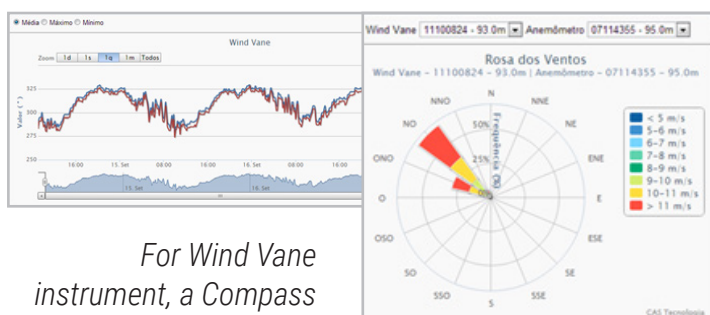 Média Máximo Mínimo
Wind Vane
Zoom 1d 1s 1q 1m Todos
Valor (°)
325
300
275
250
16:00 15. Set 08:00 16:00 16. Set 08:00 16:00
15. Set 16. Set
Wind Vane 11100824 - 93.0m Anemômetro 07114355 - 95.0m
Rosa dos Ventos
Wind Vane - 11100824 - 93.0m | Anemômetro - 07114355 - 95.0m
N
NNO NNE
NO NE
ONO ENE
O E
OSO ESE
SO SE
SSO SSE
S
Frequência (%)
50%
25%
0%
< 5 m/s
5-6 m/s
6-7 m/s
7-8 m/s
8-9 m/s
9-10 m/s
10-11 m/s
> 11 m/s
CAS Tecnologia
For Wind Vane
instrument, a Compass